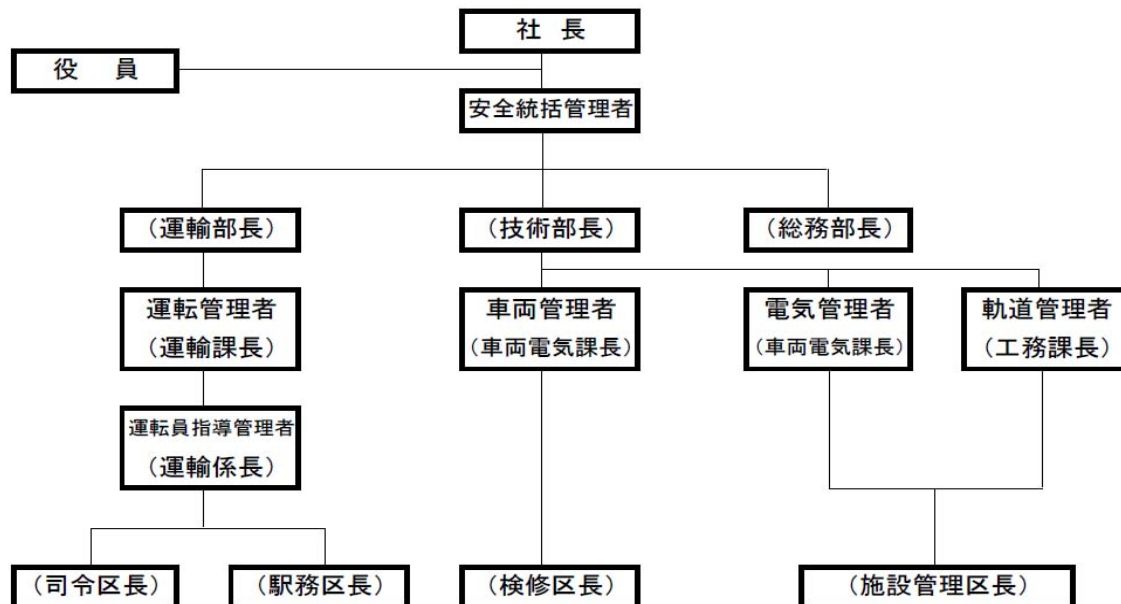 社 長
役 員
安全統括管理者
（運輸部長）
（技術部長）
（総務部長）
運転管理者
（運輸課長）
車両管理者
（車両電気課長）
電気管理者
（車両電気課長）
軌道管理者
（工務課長）
運転員指導管理者
（運輸係長）
（司令区長）
（駅務区長）
（検修区長）
（施設管理区長）